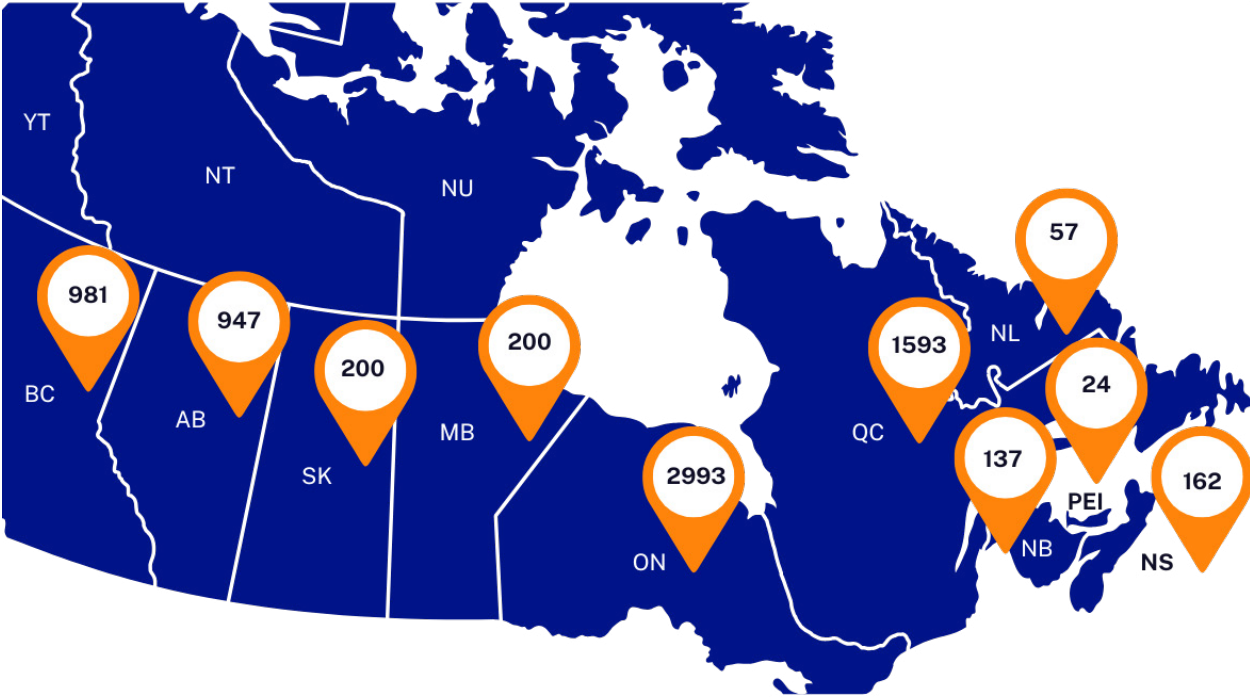 YT
NT
NU
57
981
947
200
200
1593
NL
24
BC
AB
SK
MB
QC
137
2993
162
PEI
ON
NB
NS